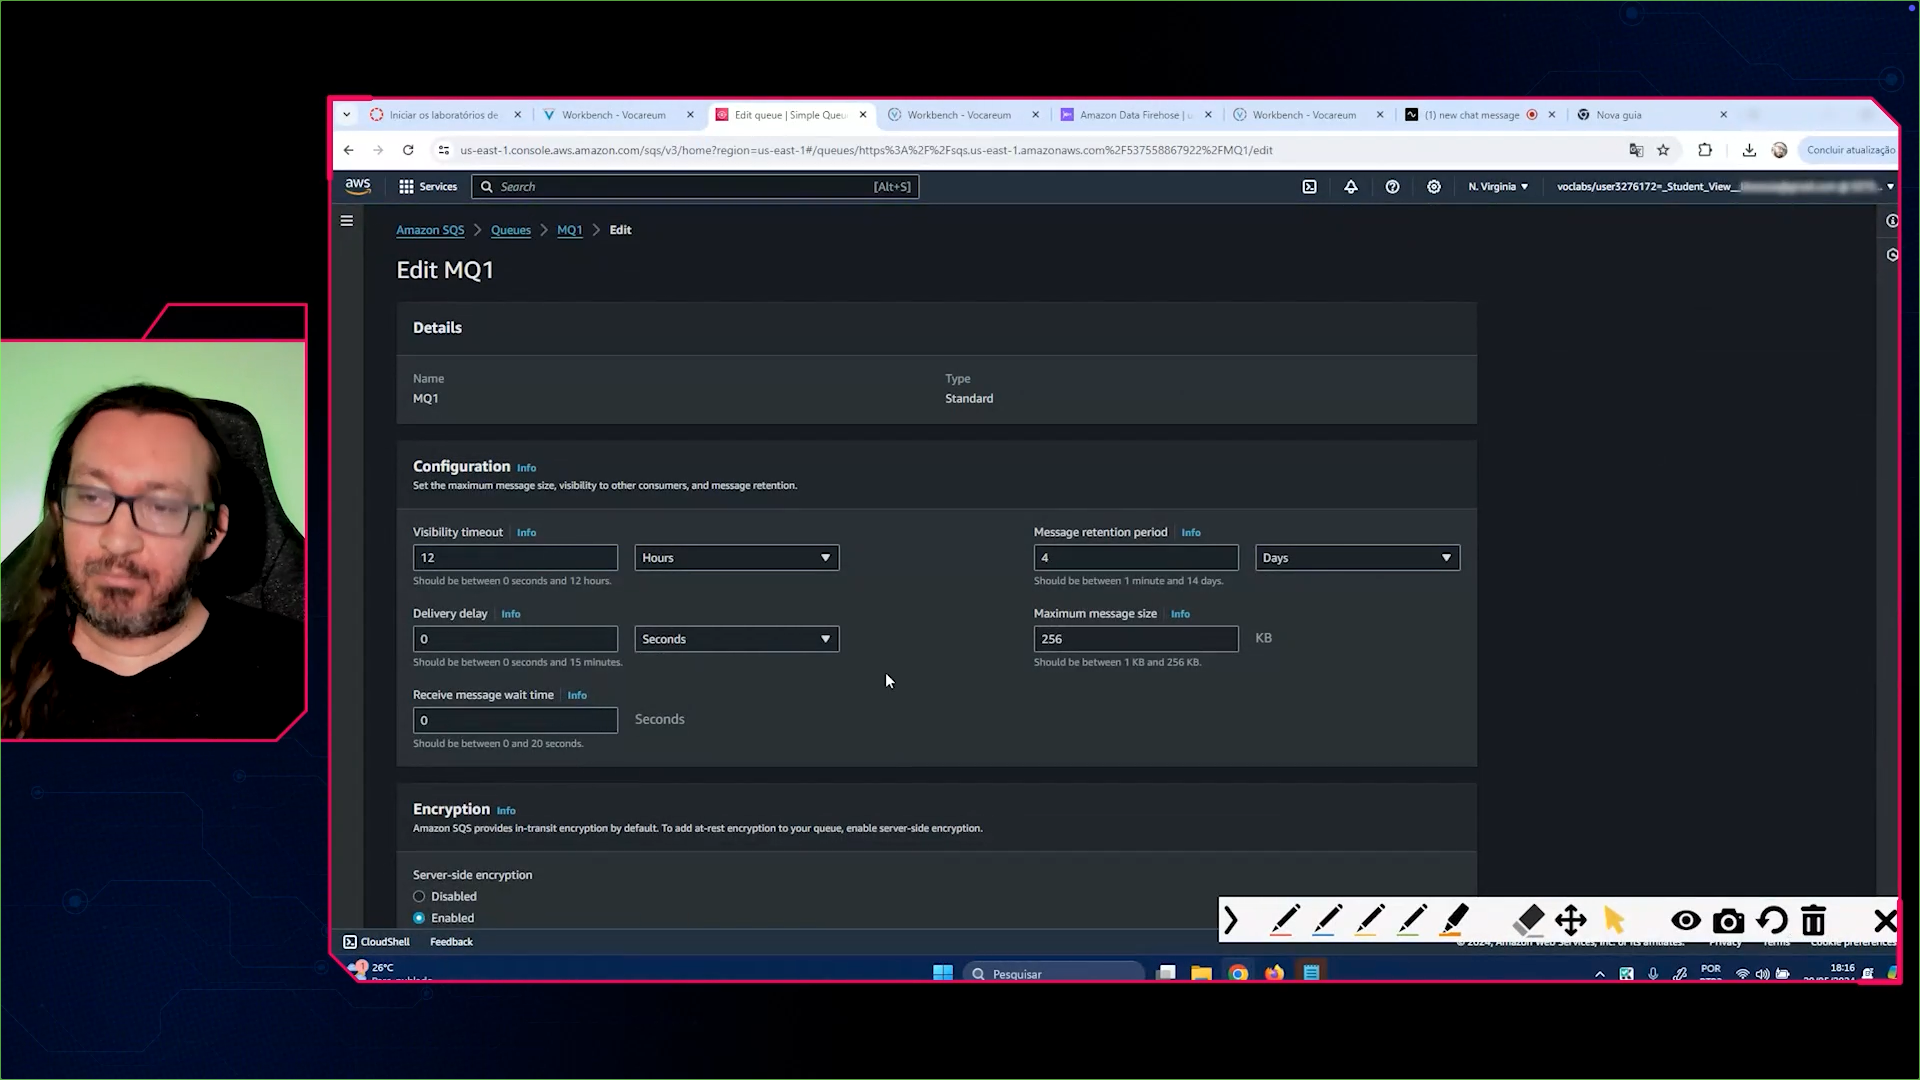 Iniciar os laboratórios de
Workbench - Vocareum
Edit queue | Simple Queu
Workbench - Vocareum
Amazon Data Firehose | u
Workbench - Vocareum
(1) new chat message
Nova guia
us-east-1.console.aws.amazon.com/sqs/v3/home?region=us-east-1#/queues/https%3A%2F%2Fsqs.us-east-1.amazonaws.com%2F537558867922%2FMQ1/edit
Concluir atualização
aws
Services
Search
[Alt+S]
N. Virginia
voclabs/user3276172=_Student_View__
Amazon SQS
Queues
MQ1
Edit
Edit MQ1
Details
Name
Type
MQ1
Standard
Configuration Info
Set the maximum message size, visibility to other consumers, and message retention.
Visibility timeout Info
Message retention period Info
12
Hours
4
Days
Should be between 0 seconds and 12 hours.
Should be between 1 minute and 14 days.
Delivery delay Info
Maximum message size Info
0
Seconds
256
KB
Should be between 0 seconds and 15 minutes.
Should be between 1 KB and 256 KB.
Receive message wait time Info
0
Seconds
Should be between 0 and 20 seconds.
Encryption Info
Amazon SQS provides in-transit encryption by default. To add at-rest encryption to your queue, enable server-side encryption.
Server-side encryption
Disabled
Enabled
CloudShell
Feedback
© 2024, Amazon Web Services, Inc. or its affiliates.
Privacy
Terms
Cookie preferences
1
26°C
Pesquisar
POR
18:16